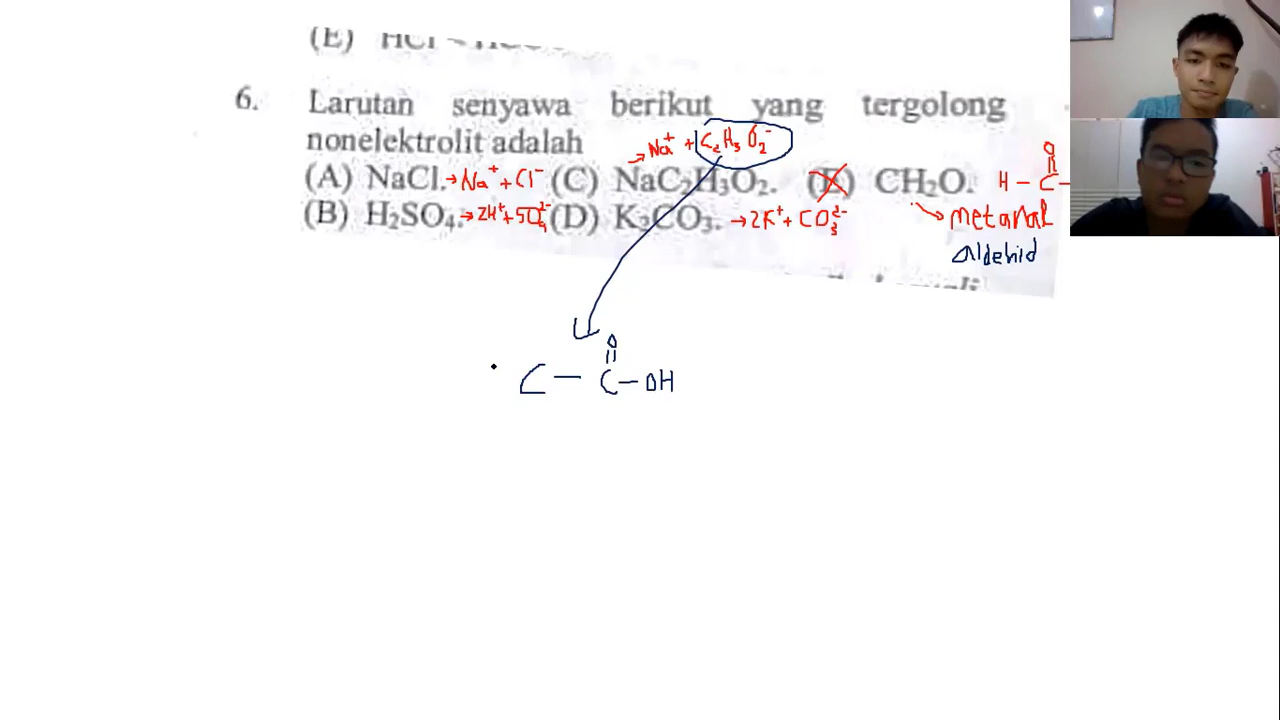 6. Larutan senyawa berikut yang tergolong
nonelektrolit adalah
→ Na⁺ + C₂H₃O₂⁻
(A) NaCl. → Na⁺ + Cl⁻ (C) NaC₂H₃O₂. (E) CH₂O. H – C –
O
(B) H₂SO₄. → 2H⁺ + SO₄²⁻ (D) K₂CO₃. → 2K⁺ + CO₃²⁻ metanal
Aldehid
O
C – C – OH